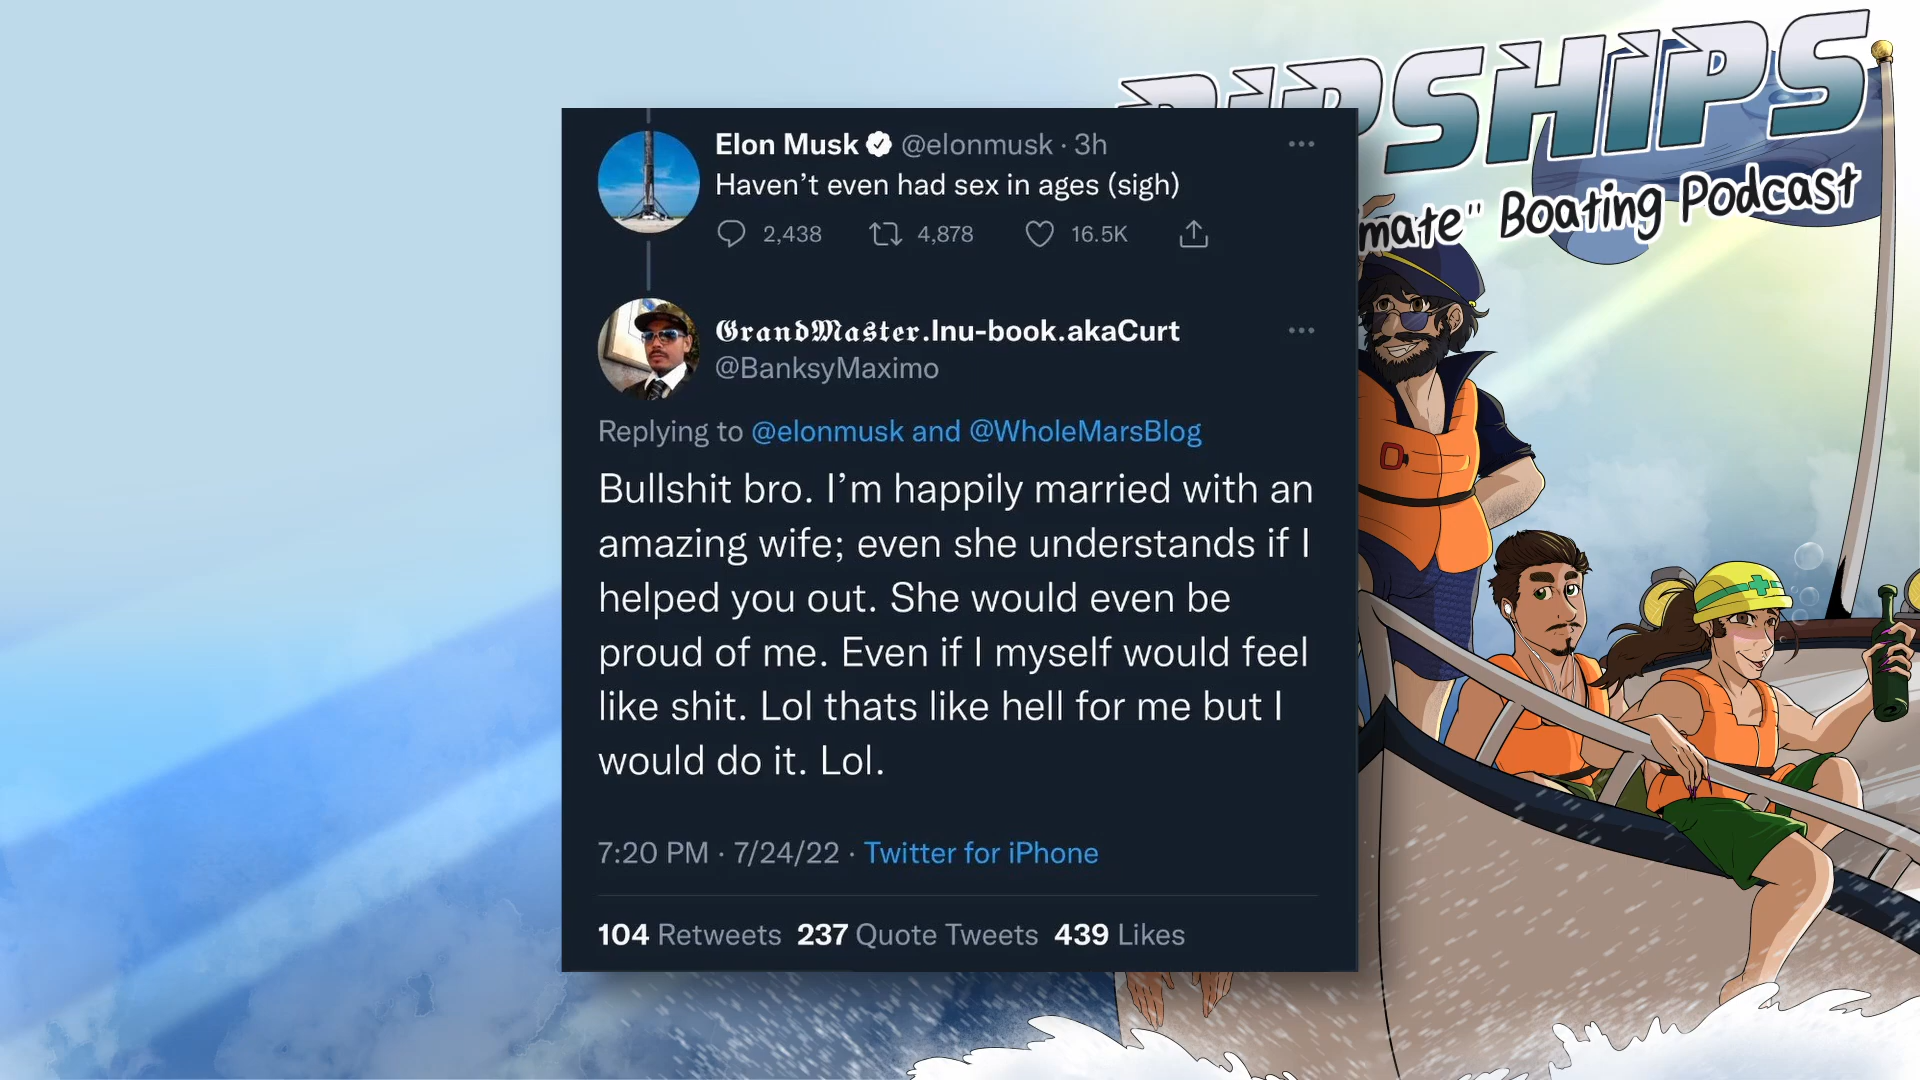 SHIPS
"Boating Podcast
Elon Musk @elonmusk · 3h
Haven't even had sex in ages (sigh)
2,438 4,878 16.5K
𝕲𝖗𝖆𝖓𝖉𝕸𝖆𝖘𝖙𝖊𝖗.Inu-book.akaCurt
@BanksyMaximo
Replying to @elonmusk and @WholeMarsBlog
Bullshit bro. I'm happily married with an
amazing wife; even she understands if I
helped you out. She would even be
proud of me. Even if I myself would feel
like shit. Lol thats like hell for me but I
would do it. Lol.
7:20 PM · 7/24/22 · Twitter for iPhone
104 Retweets 237 Quote Tweets 439 Likes